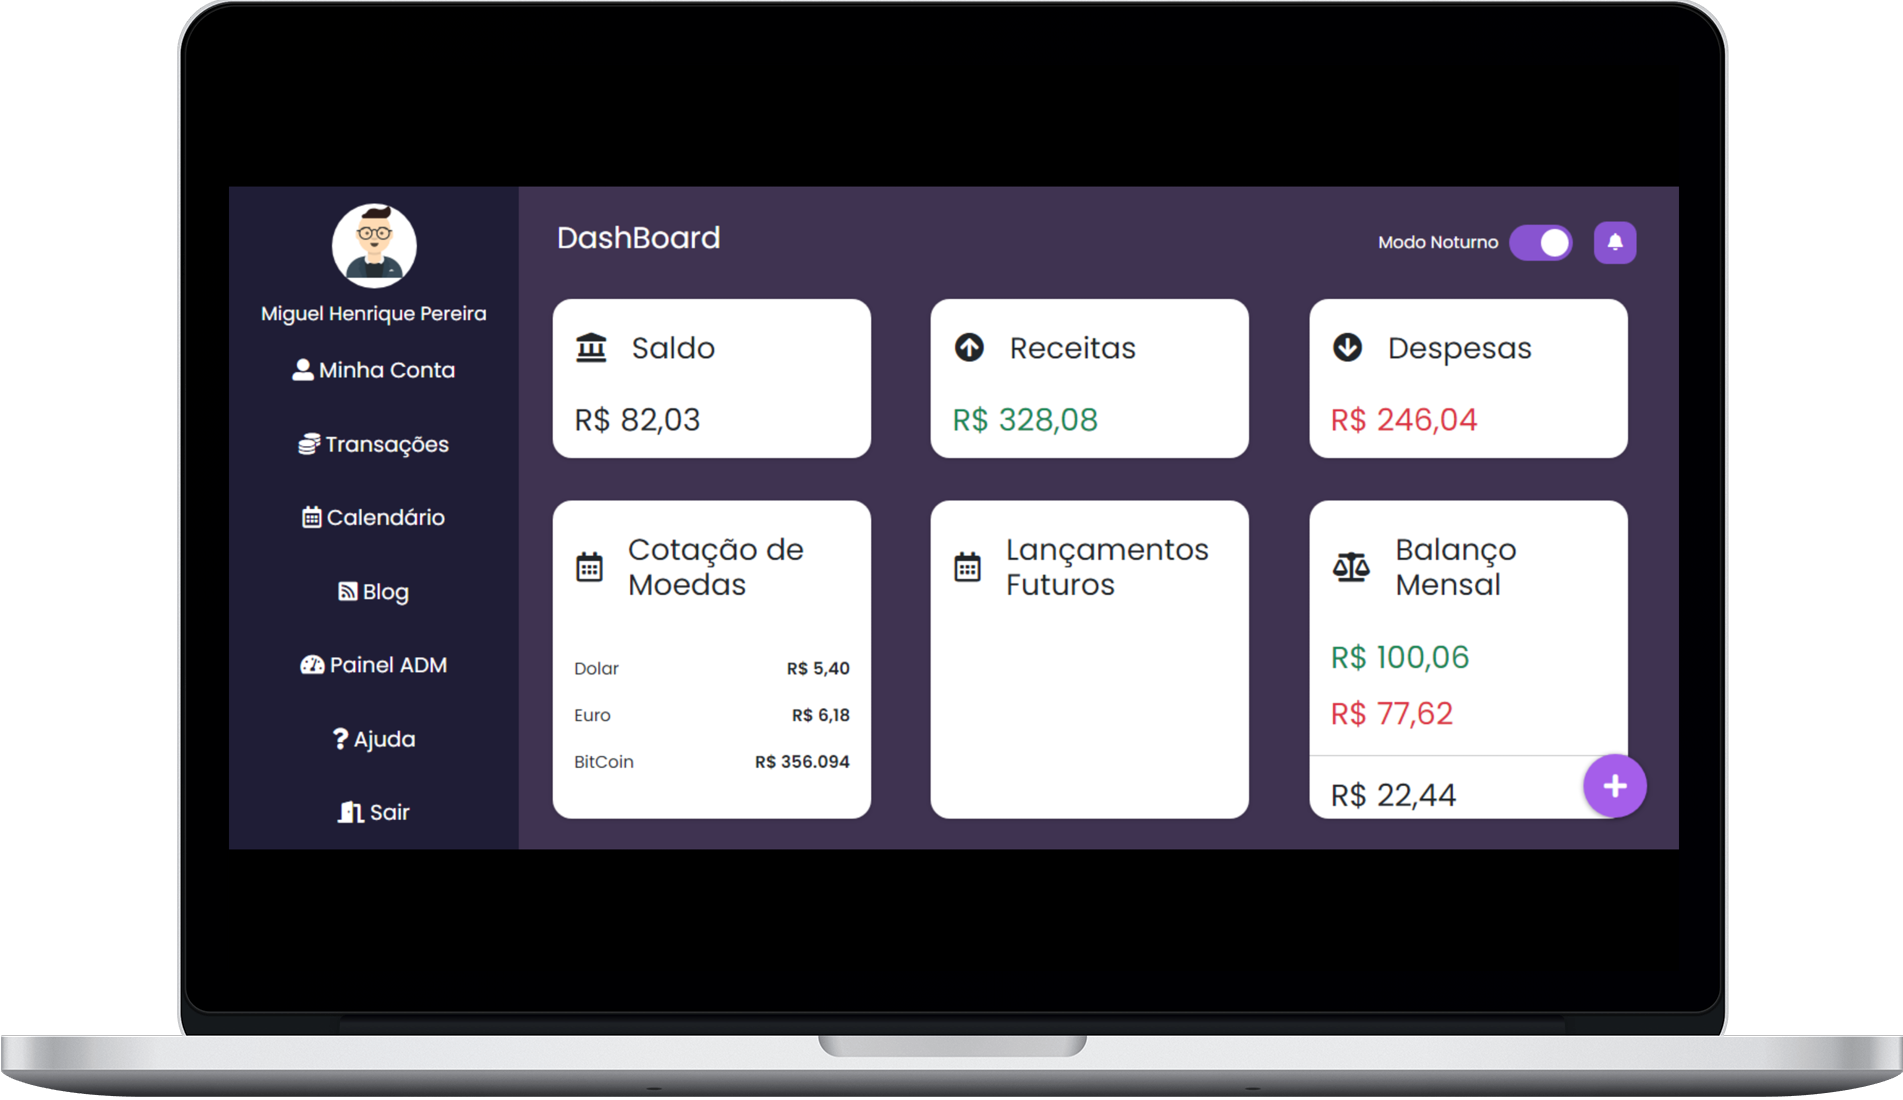 Miguel Henrique Pereira
Minha Conta
Transações
Calendário
Blog
Painel ADM
Ajuda
Sair
DashBoard
Modo Noturno
Saldo
R$ 82,03
Receitas
R$ 328,08
Despesas
R$ 246,04
Cotação de
Moedas
Dolar R$ 5,40
Euro R$ 6,18
BitCoin R$ 356.094
Lançamentos
Futuros
Balanço
Mensal
R$ 100,06
R$ 77,62
R$ 22,44